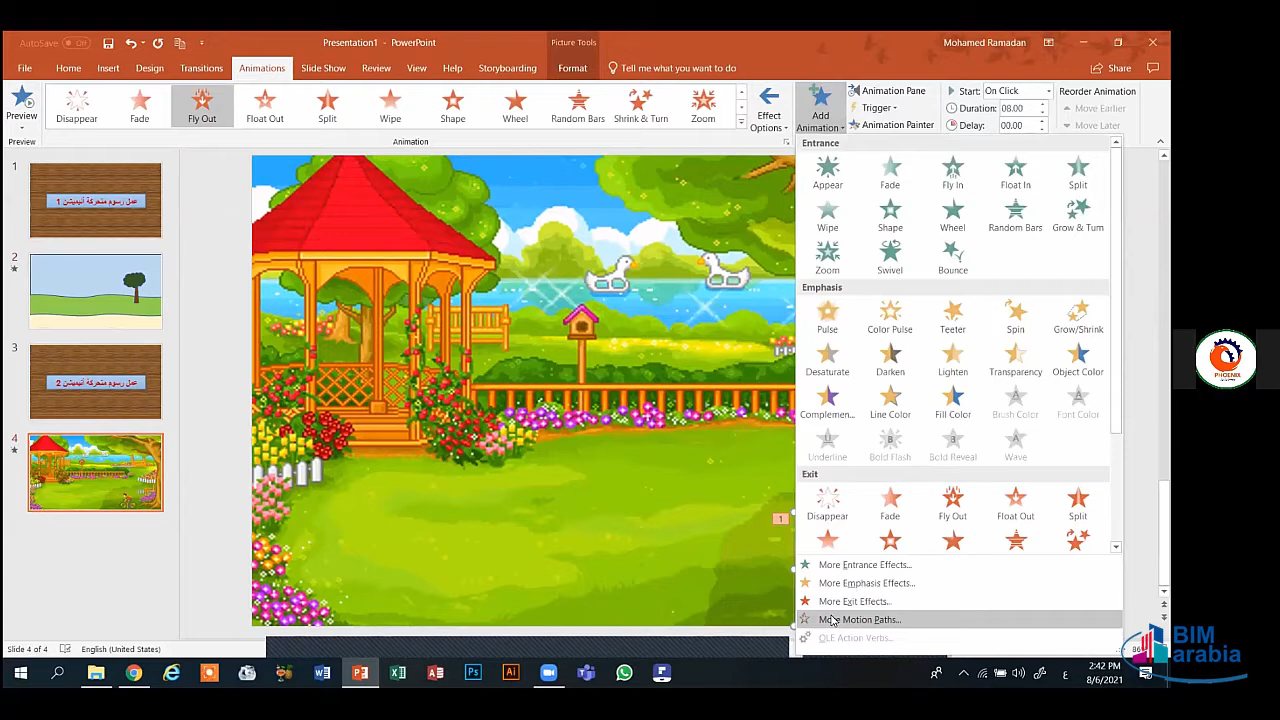 AutoSave Off
Presentation1 - PowerPoint
Picture Tools
Mohamed Ramadan
File Home Insert Design Transitions Animations Slide Show Review View Help Storyboarding Format Tell me what you want to do Share
Preview
Disappear Fade Fly Out Float Out Split Wipe Shape Wheel Random Bars Shrink & Turn Zoom
Effect Options
Add Animation
Animation Pane
Trigger
Animation Painter
Start: On Click
Duration: 08.00
Delay: 00.00
Reorder Animation
Move Earlier
Move Later
Preview
Animation
1
عمل رسوم متحركة أنيميشن 1
2
3
عمل رسوم متحركة أنيميشن 2
4
1
Entrance
Appear Fade Fly In Float In Split
Wipe Shape Wheel Random Bars Grow & Turn
Zoom Swivel Bounce
Emphasis
Pulse Color Pulse Teeter Spin Grow/Shrink
Desaturate Darken Lighten Transparency Object Color
Complemen... Line Color Fill Color Brush Color Font Color
Underline Bold Flash Bold Reveal Wave
Exit
Disappear Fade Fly Out Float Out Split
More Entrance Effects...
More Emphasis Effects...
More Exit Effects...
Motion Paths...
OLE Action Verbs...
Slide 4 of 4
English (United States)
PHOENIX
BIM
arabia
2:42 PM
8/6/2021